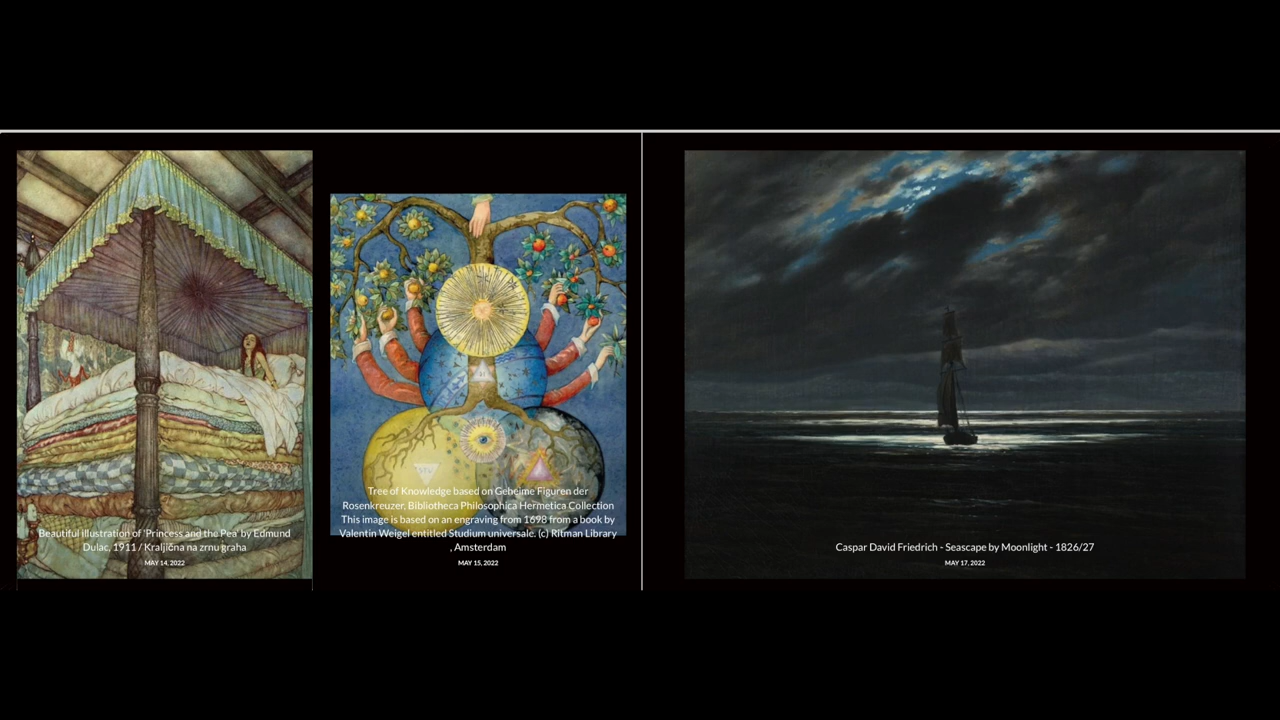 Beautiful illustration of 'Princess and the Pea' by Edmund
Dulac, 1911 / Kraljična na zrnu graha
MAY 14, 2022
Tree of Knowledge based on Geheime Figuren der
Rosenkreuzer. Bibliotheca Philosophica Hermetica Collection
This image is based on an engraving from 1698 from a book by
Valentin Weigel entitled Studium universale. (c) Ritman Library
, Amsterdam
MAY 15, 2022
Caspar David Friedrich - Seascape by Moonlight - 1826/27
MAY 17, 2022